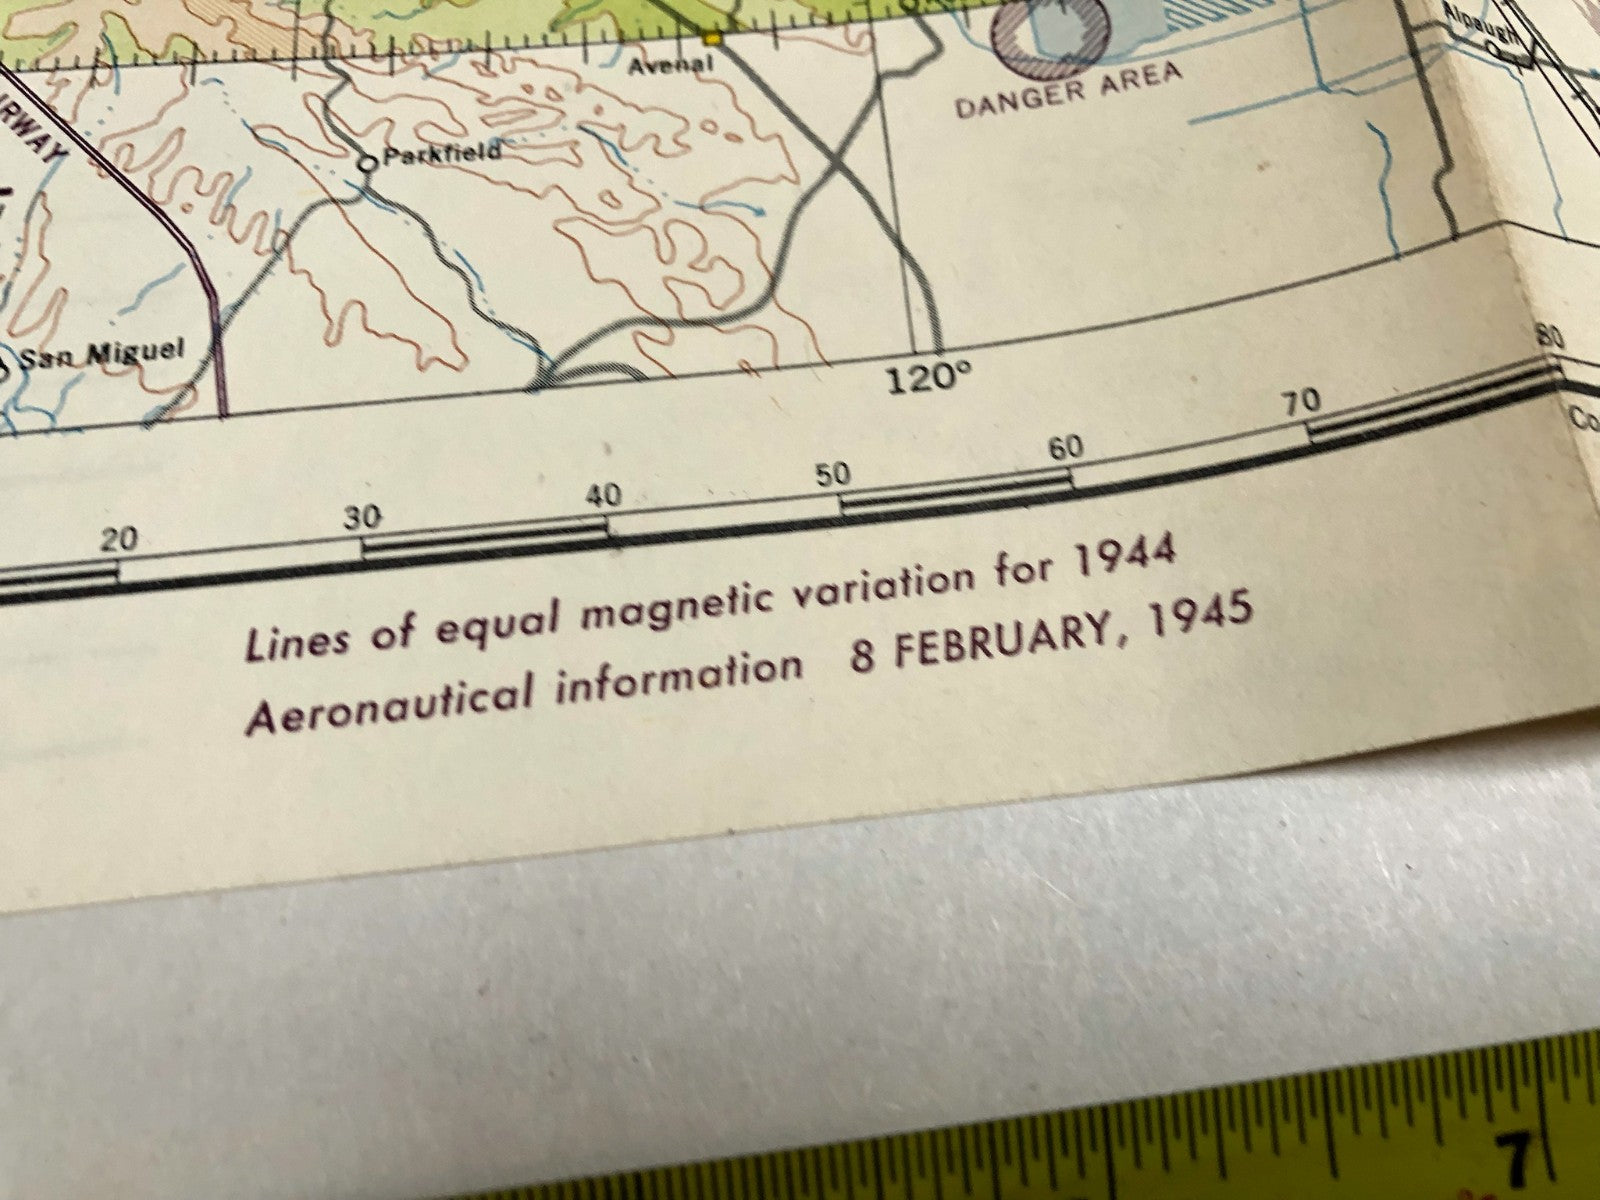 Alpaugh
Avenal
DANGER AREA
Parkfield
San Miguel
120°
20 30 40 50 60 70 80
Lines of equal magnetic variation for 1944
Aeronautical information 8 FEBRUARY, 1945
7